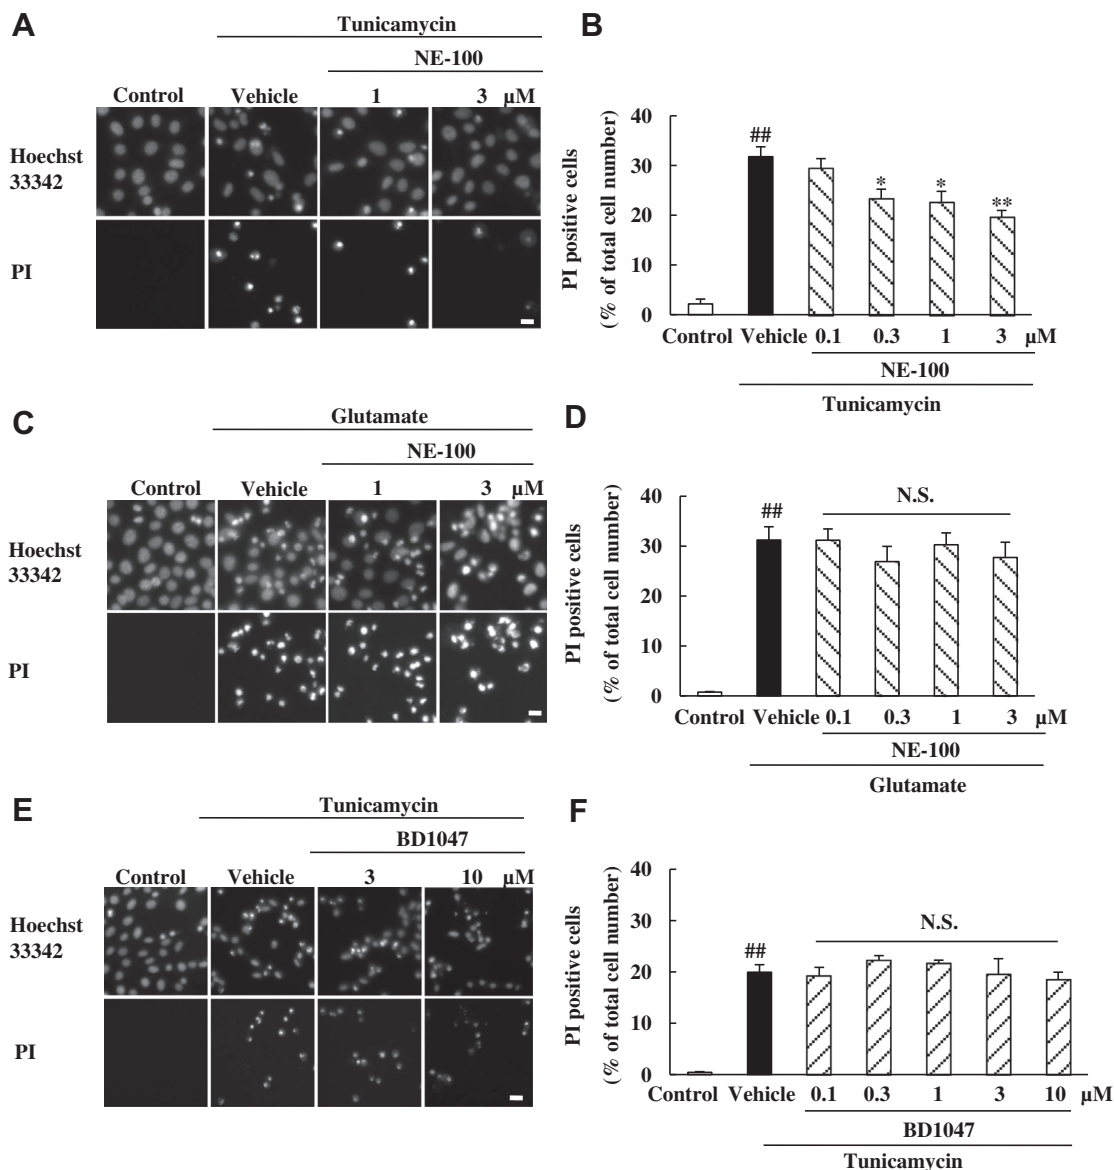 A
Tunicamycin
NE-100
Control Vehicle 1 3 µM
Hoechst
33342
PI
B
PI positive cells
(% of total cell number)
40
30
20
10
0
## * * **
Control Vehicle 0.1 0.3 1 3 µM
NE-100
Tunicamycin
C
Glutamate
NE-100
Control Vehicle 1 3 µM
Hoechst
33342
PI
D
PI positive cells
(% of total cell number)
40
30
20
10
0
N.S.
##
Control Vehicle 0.1 0.3 1 3 µM
NE-100
Glutamate
E
Tunicamycin
BD1047
Control Vehicle 3 10 µM
Hoechst
33342
PI
F
PI positive cells
(% of total cell number)
40
30
20
10
0
N.S.
##
Control Vehicle 0.1 0.3 1 3 10 µM
BD1047
Tunicamycin